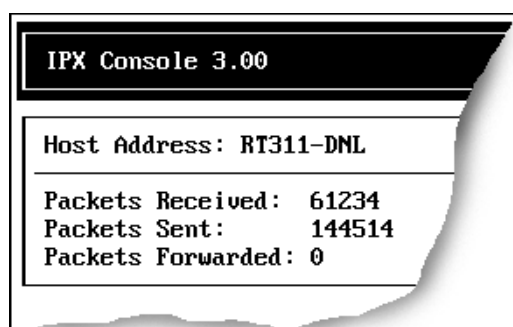 IPX Console 3.00
Host Address: RT311-DNL
Packets Received: 61234
Packets Sent: 144514
Packets Forwarded: 0